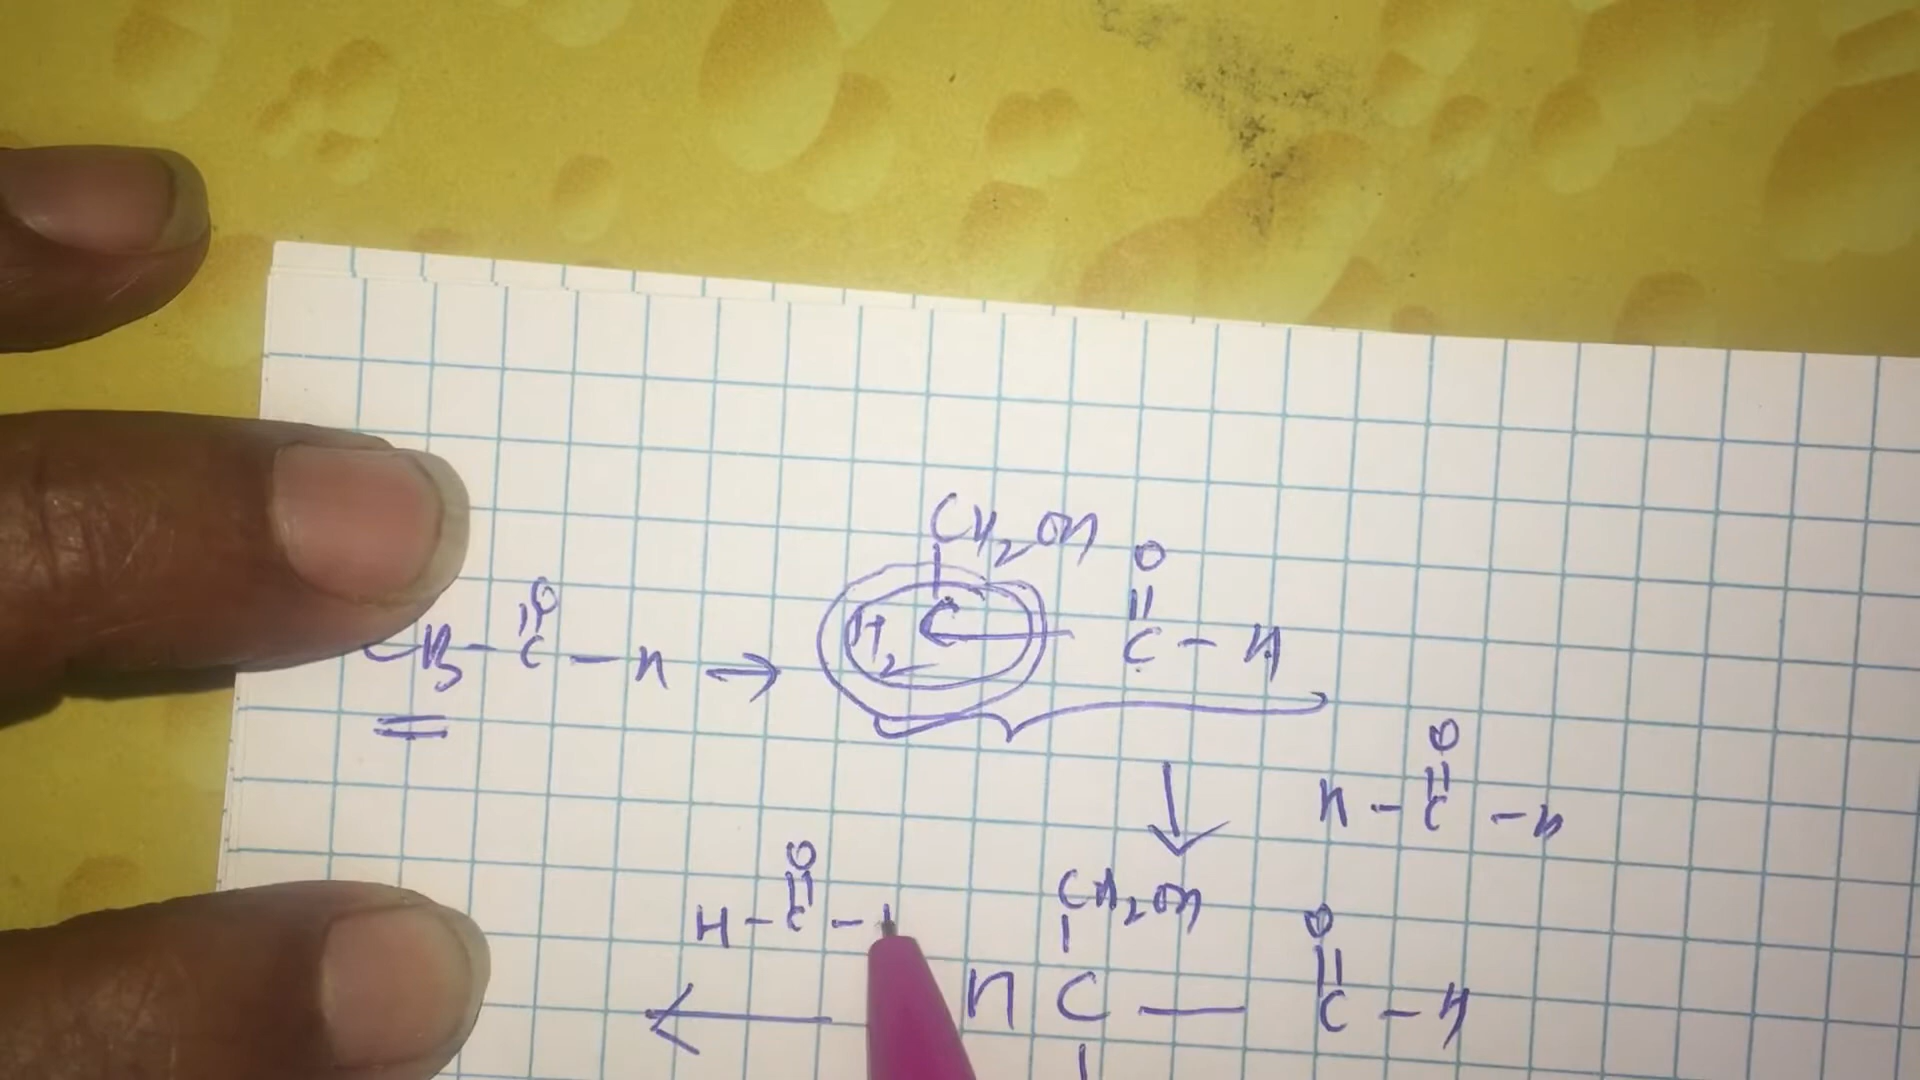 CH2OH
O O
CH3 - C - H → H2 C — C - H
O
H - C - H
O
H - C -
CH2OH
O
H C — C - H